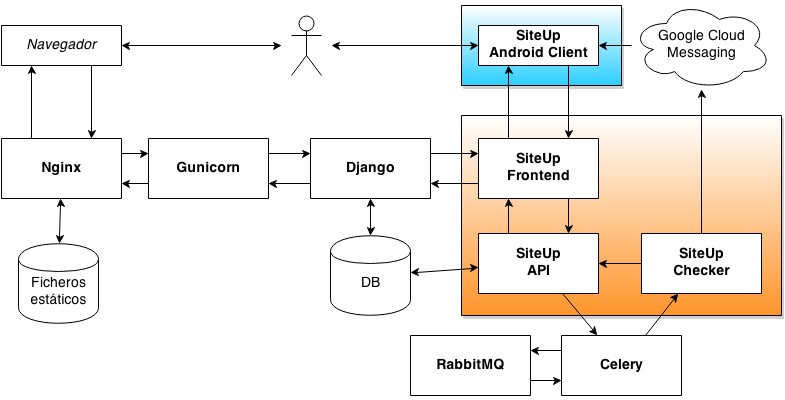 Navegador
SiteUp
Android Client
Google Cloud
Messaging
Nginx
Gunicorn
Django
SiteUp
Frontend
Ficheros
estáticos
DB
SiteUp
API
SiteUp
Checker
RabbitMQ
Celery